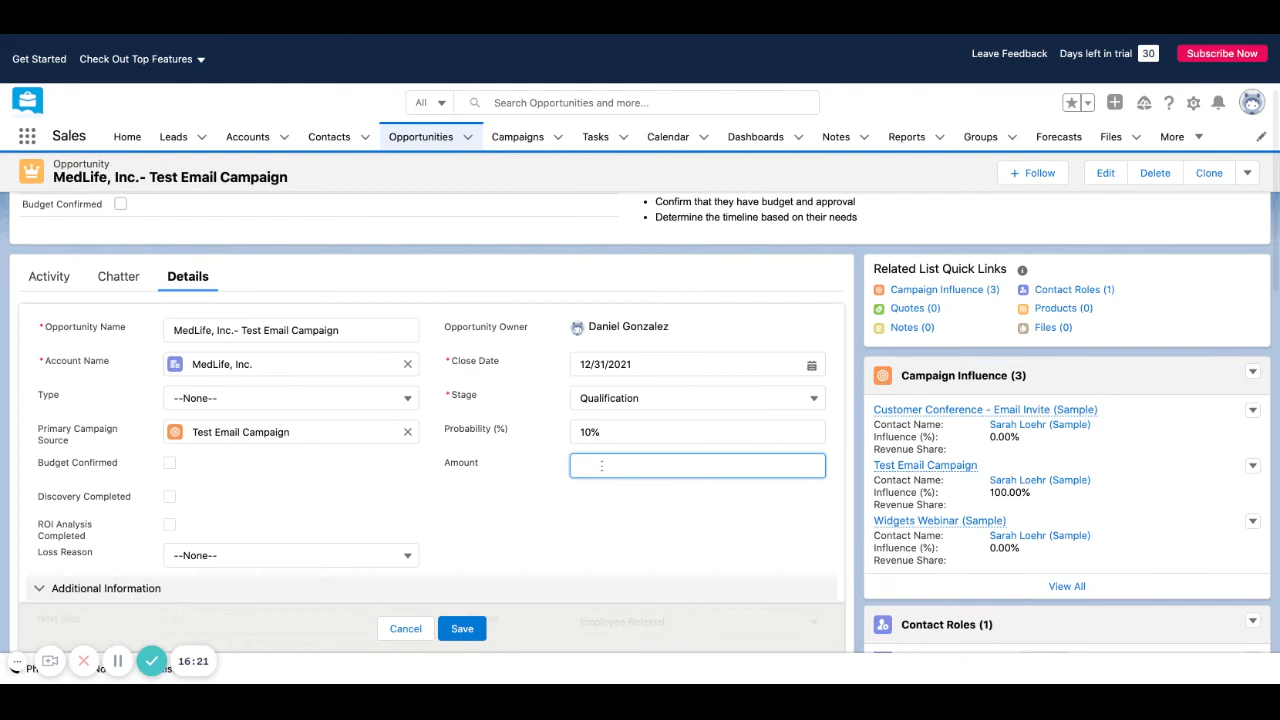 Get Started Check Out Top Features Leave Feedback Days left in trial 30 Subscribe Now
All Search Opportunities and more...
Sales Home Leads Accounts Contacts Opportunities Campaigns Tasks Calendar Dashboards Notes Reports Groups Forecasts Files More
Opportunity
MedLife, Inc.- Test Email Campaign
+ Follow Edit Delete Clone
Budget Confirmed
• Confirm that they have budget and approval
• Determine the timeline based on their needs
Activity Chatter Details
*Opportunity Name MedLife, Inc.- Test Email Campaign Opportunity Owner Daniel Gonzalez
*Account Name MedLife, Inc. *Close Date 12/31/2021
Type --None-- *Stage Qualification
Primary Campaign Source Test Email Campaign Probability (%) 10%
Budget Confirmed Amount
Discovery Completed
ROI Analysis Completed
Loss Reason --None--
Additional Information
Next Step Employee Referral
Cancel Save
Related List Quick Links
Campaign Influence (3) Contact Roles (1)
Quotes (0) Products (0)
Notes (0) Files (0)
Campaign Influence (3)
Customer Conference - Email Invite (Sample)
Contact Name: Sarah Loehr (Sample)
Influence (%): 0.00%
Revenue Share:
Test Email Campaign
Contact Name: Sarah Loehr (Sample)
Influence (%): 100.00%
Revenue Share:
Widgets Webinar (Sample)
Contact Name: Sarah Loehr (Sample)
Influence (%): 0.00%
Revenue Share:
View All
Contact Roles (1)
16:21